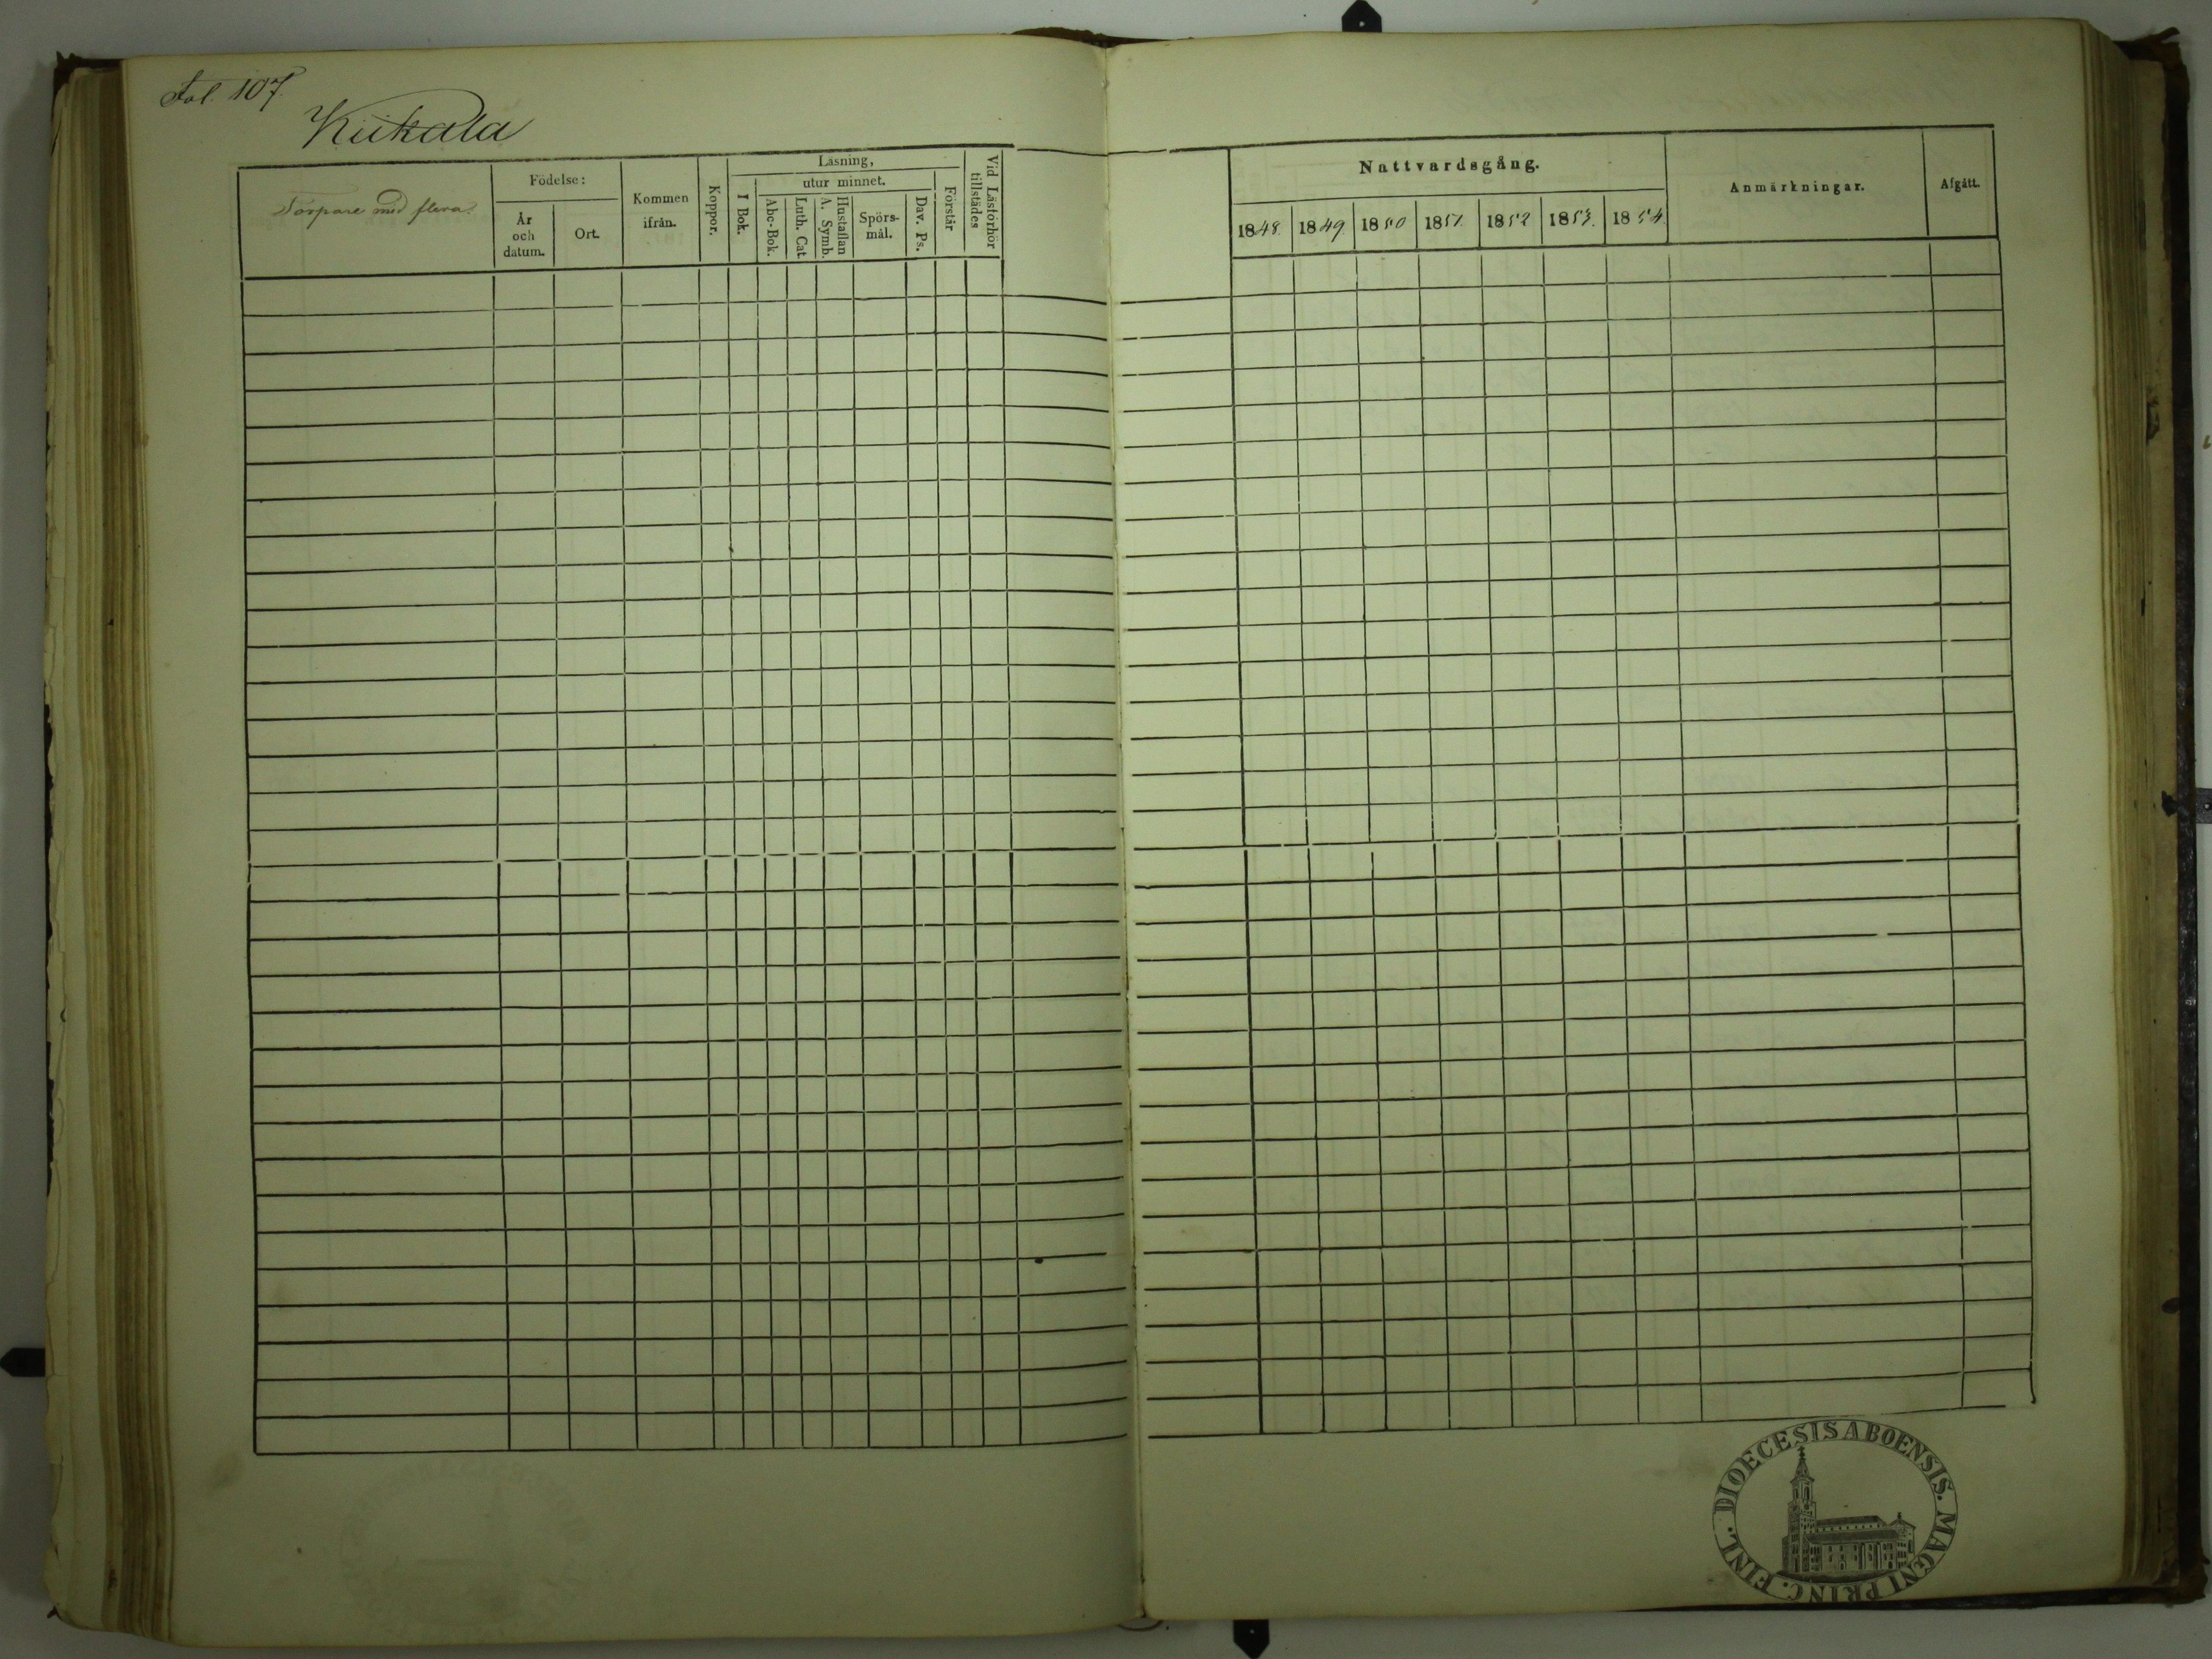 Fol. 107.
Kiikala
Torpare med flera.
Födelse:
År och datum.
Ort.
Kommen ifrån.
Koppor.
Läsning,
I Bok.
utur minnet.
Abc-Bok.
Luth. Cat
Hustaflan A. Symb.
Spörs-mål.
Dav. Ps.
Förstår
Vid Läsförhör tillstädes
Nattvardsgång.
1848. 1849. 1850 1851. 1852 1853. 1854.
Anmärkningar.
Afgått.
DIOECESIS ABOENSIS. MAGNI PRINC. FINL.